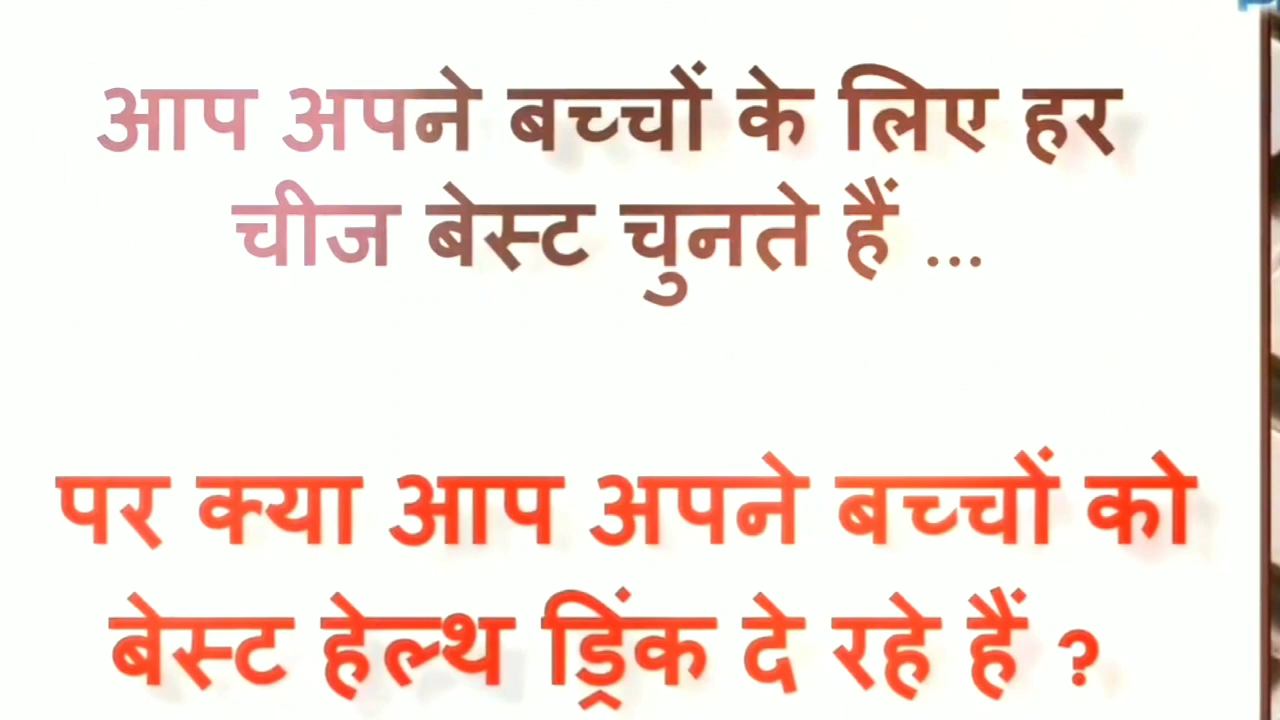 आप अपने बच्चों के लिए हर
चीज बेस्ट चुनते हैं ...
पर क्या आप अपने बच्चों को
बेस्ट हेल्थ ड्रिंक दे रहे हैं ?